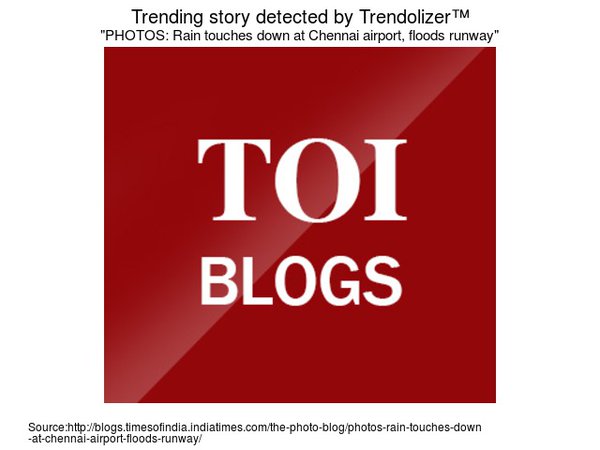 Trending story detected by Trendolizer™
"PHOTOS: Rain touches down at Chennai airport, floods runway"
TOI
BLOGS
Source:http://blogs.timesofindia.indiatimes.com/the-photo-blog/photos-rain-touches-down
-at-chennai-airport-floods-runway/